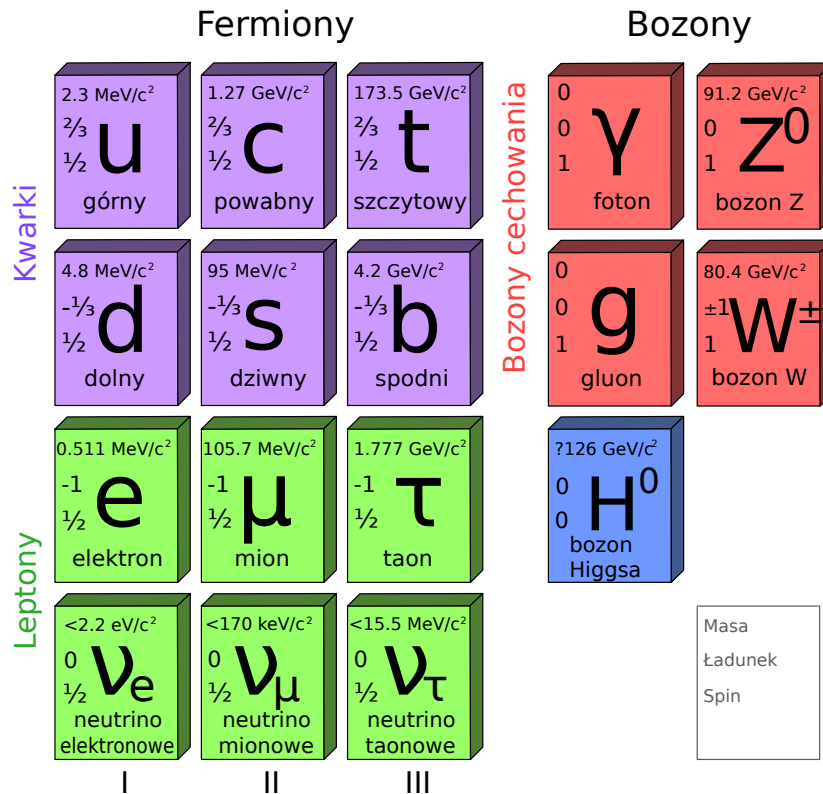 Fermiony
Bozony
Kwarki
Leptony
Bozony cechowania
2.3 MeV/c²
⅔
½
u
górny
1.27 GeV/c²
⅔
½
c
powabny
173.5 GeV/c²
⅔
½
t
szczytowy
0
0
1
γ
foton
91.2 GeV/c²
0
1
Z⁰
bozon Z
4.8 MeV/c²
-⅓
½
d
dolny
95 MeV/c²
-⅓
½
s
dziwny
4.2 GeV/c²
-⅓
½
b
spodni
0
0
1
g
gluon
80.4 GeV/c²
±1
1
W±
bozon W
0.511 MeV/c²
-1
½
e
elektron
105.7 MeV/c²
-1
½
μ
mion
1.777 GeV/c²
-1
½
τ
taon
?126 GeV/c²
0
0
H⁰
bozon
Higgsa
<2.2 eV/c²
0
½
νe
neutrino
elektronowe
<170 keV/c²
0
½
νμ
neutrino
mionowe
<15.5 MeV/c²
0
½
ντ
neutrino
taonowe
Masa
Ładunek
Spin
I
II
III